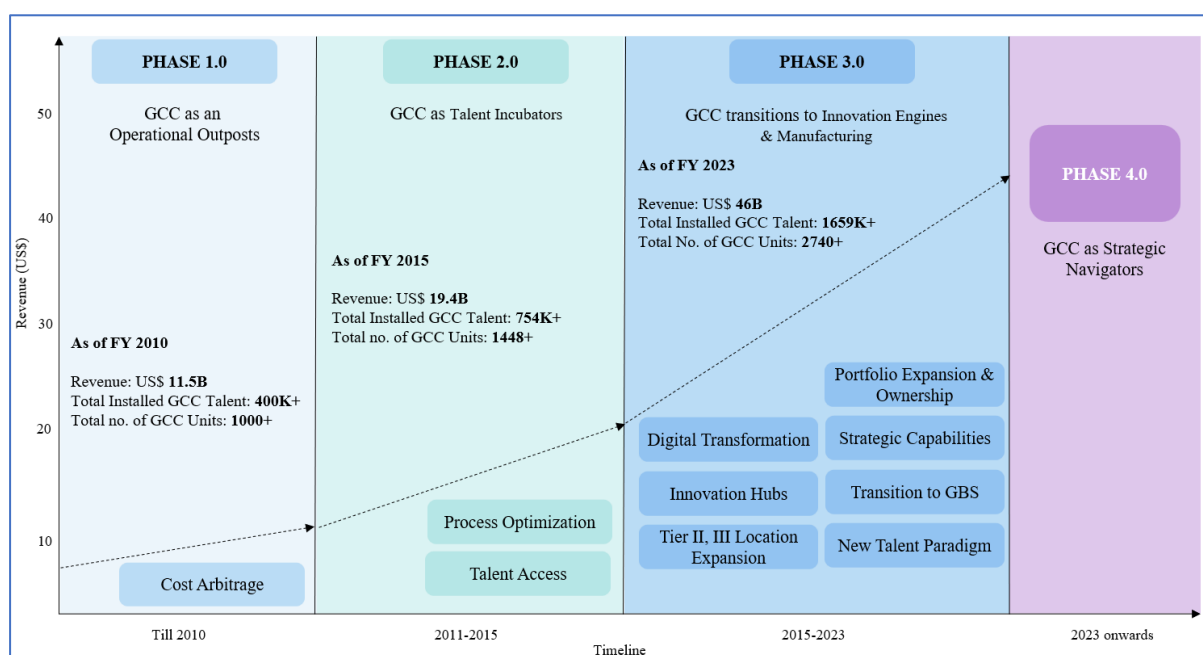 PHASE 1.0
GCC as an
Operational Outposts
As of FY 2010
Revenue: US$ 11.5B
Total Installed GCC Talent: 400K+
Total no. of GCC Units: 1000+
Cost Arbitrage
PHASE 2.0
GCC as Talent Incubators
As of FY 2015
Revenue: US$ 19.4B
Total Installed GCC Talent: 754K+
Total no. of GCC Units: 1448+
Process Optimization
Talent Access
PHASE 3.0
GCC transitions to Innovation Engines
& Manufacturing
As of FY 2023
Revenue: US$ 46B
Total Installed GCC Talent: 1659K+
Total No. of GCC Units: 2740+
Digital Transformation
Innovation Hubs
Tier II, III Location
Expansion
Portfolio Expansion &
Ownership
Strategic Capabilities
Transition to GBS
New Talent Paradigm
PHASE 4.0
GCC as Strategic
Navigators
Revenue (US$)
50
40
30
20
10
Till 2010
2011-2015
2015-2023
2023 onwards
Timeline